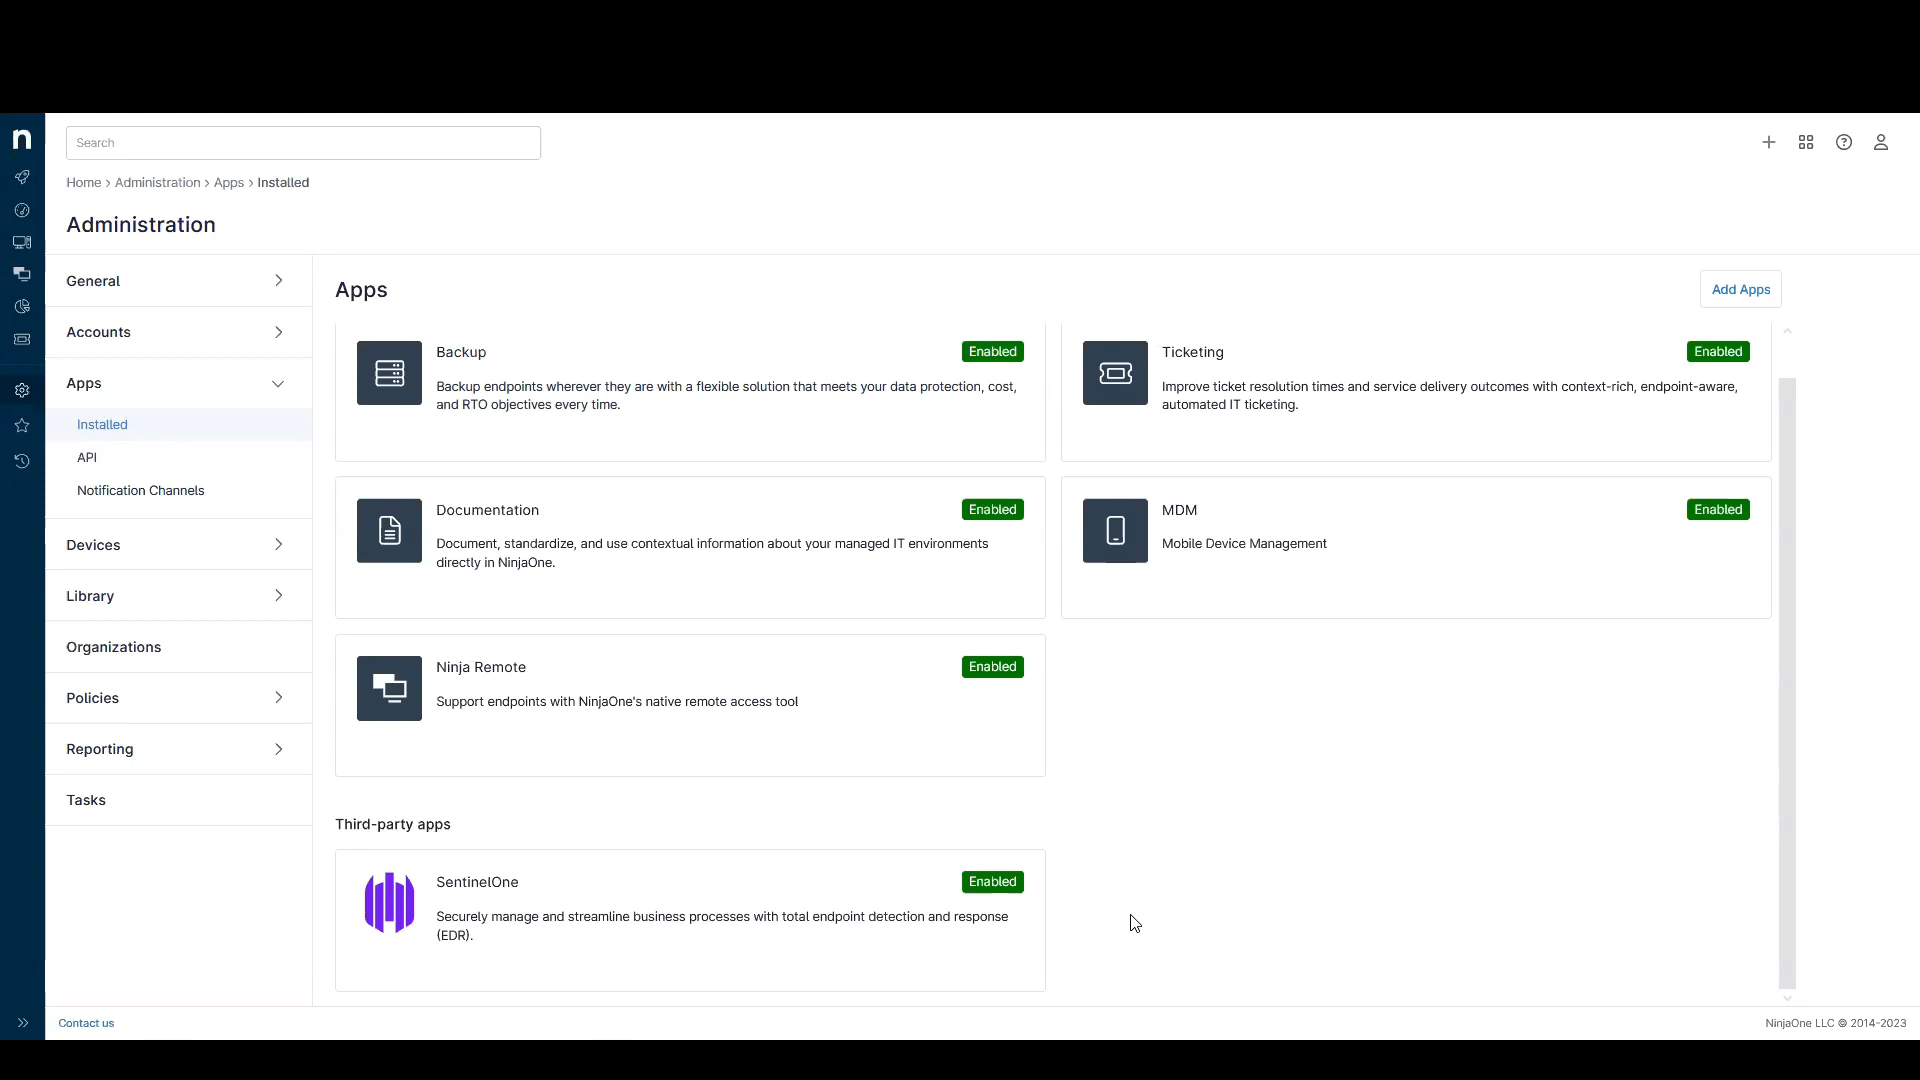 n
Search
Home > Administration > Apps > Installed
Administration
General
Accounts
Apps
Installed
API
Notification Channels
Devices
Library
Organizations
Policies
Reporting
Tasks
Apps
Add Apps
Backup
Enabled
Backup endpoints wherever they are with a flexible solution that meets your data protection, cost,
and RTO objectives every time.
Ticketing
Enabled
Improve ticket resolution times and service delivery outcomes with context-rich, endpoint-aware,
automated IT ticketing.
Documentation
Enabled
Document, standardize, and use contextual information about your managed IT environments
directly in NinjaOne.
MDM
Enabled
Mobile Device Management
Ninja Remote
Enabled
Support endpoints with NinjaOne's native remote access tool
Third-party apps
SentinelOne
Enabled
Securely manage and streamline business processes with total endpoint detection and response
(EDR).
Contact us
NinjaOne LLC © 2014-2023